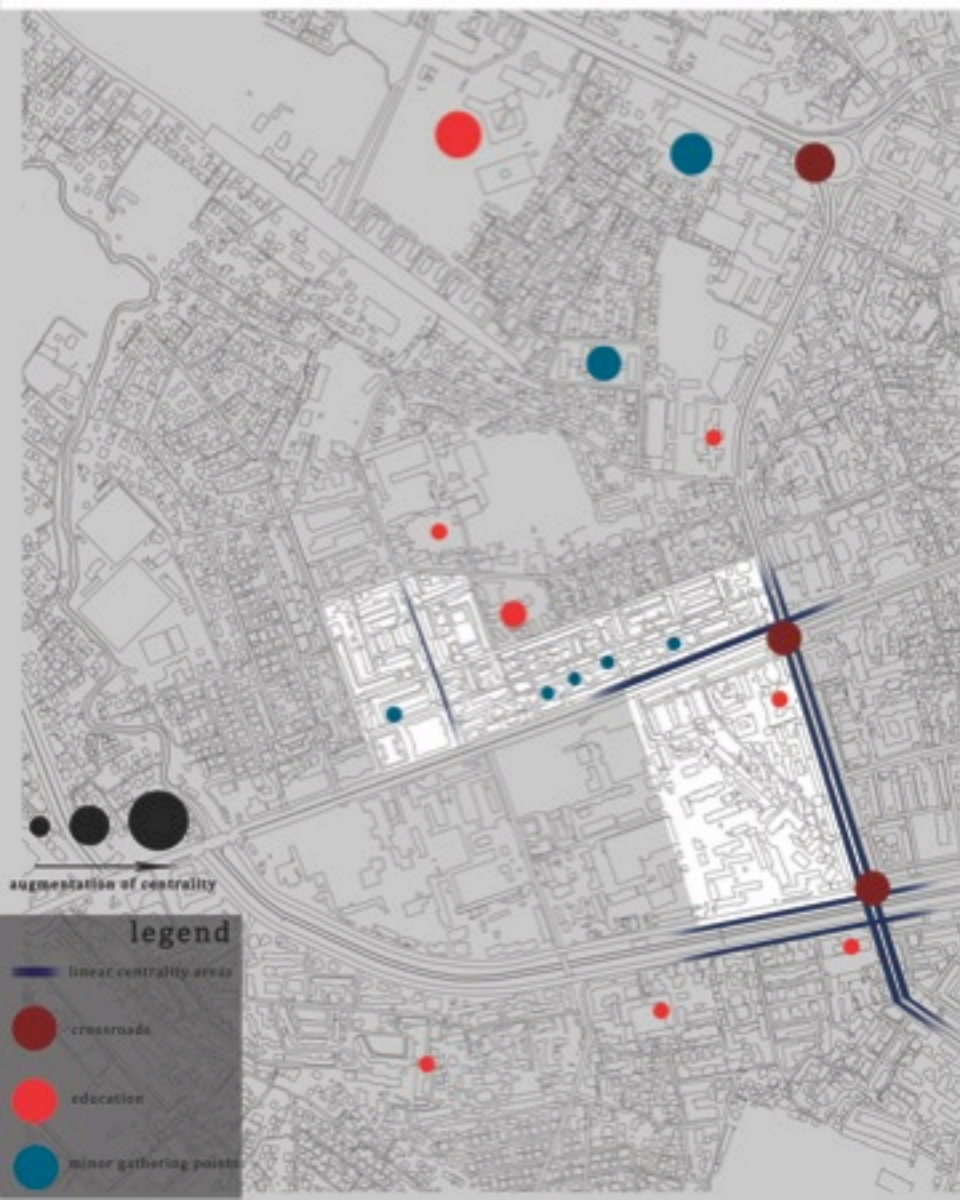 augmentation of centrality
legend
linear centrality areas
crossroads
education
minor gathering points